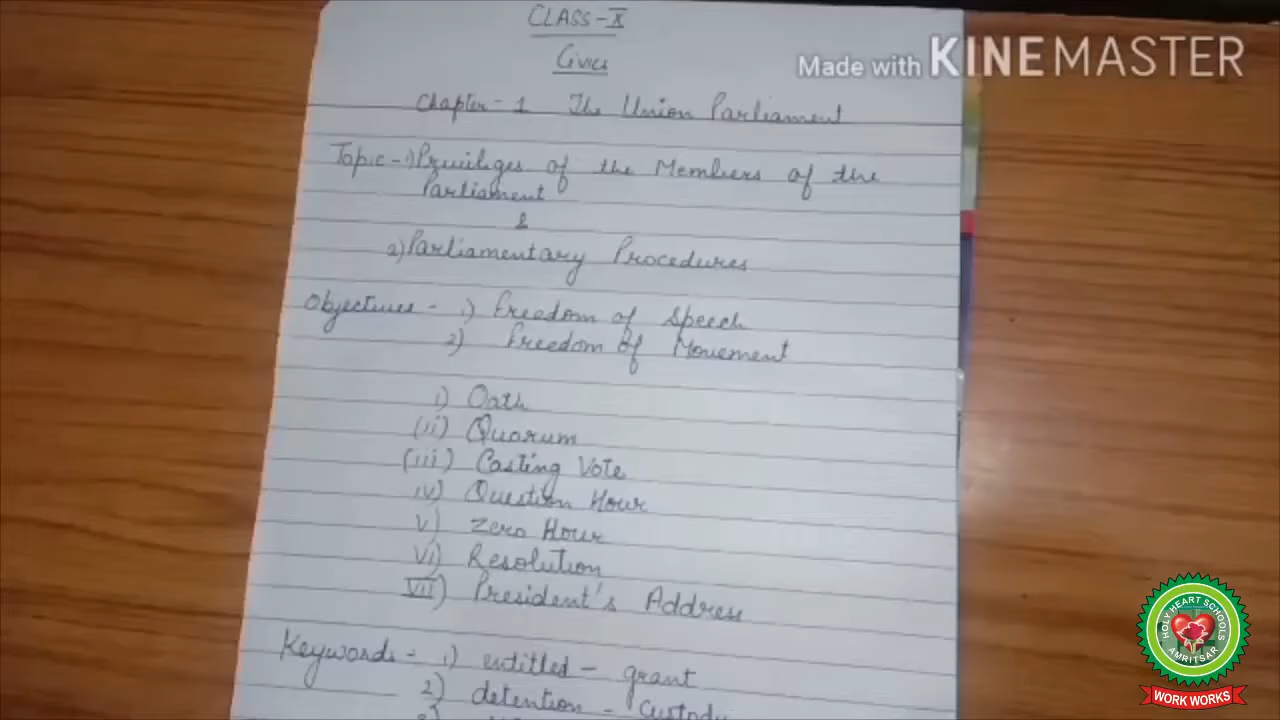 CLASS-X
Civics
Chapter-1 The Union Parliament
Topic-1) Priviliges of the Members of the
Parliament
&
2) Parliamentary Procedures
Objectives - 1) Freedom of Speech
2) Freedom of Movement
i) Oath
(ii) Quorum
(iii) Casting Vote
iv) Question Hour
v) Zero Hour
vi) Resolution
VII) President's Address
Keywords - 1) entitled - grant
2) detention - Custody
Made with KINEMASTER
HOLY HEART SCHOOLS
AMRITSAR
WORK WORKS